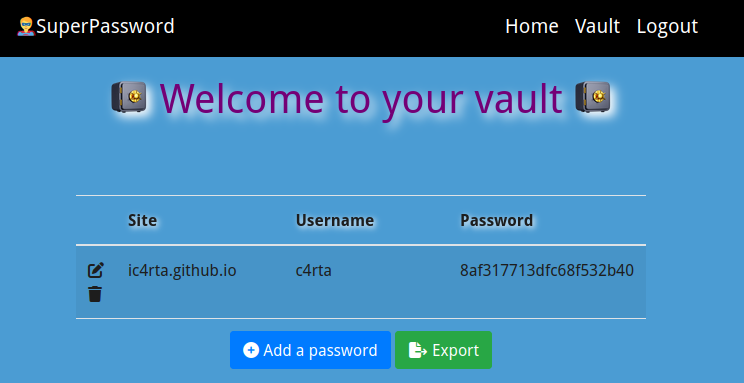 SuperPassword Home Vault Logout
Welcome to your vault
Site Username Password
ic4rta.github.io c4rta 8af317713dfc68f532b40
Add a password Export